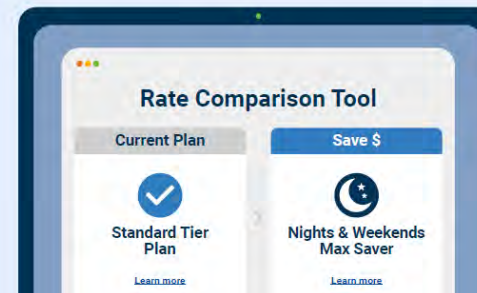 Rate Comparison Tool
Current Plan
Save $
Standard Tier
Plan
Nights & Weekends
Max Saver
Learn more
Learn more